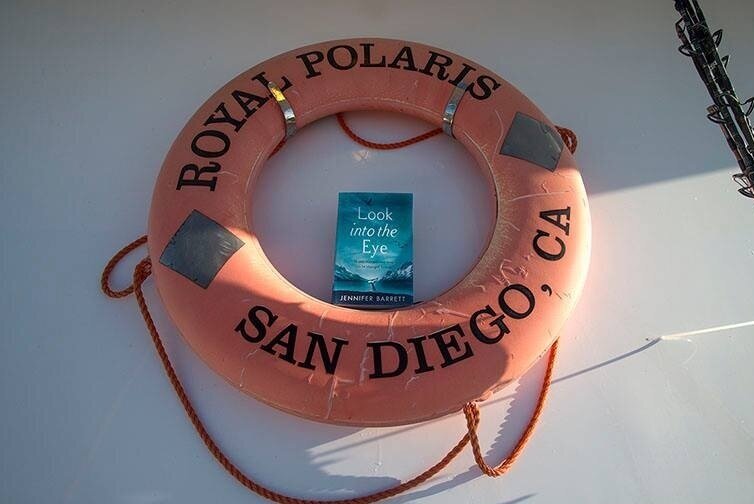 ROYAL POLARIS
Look
into the
Eye
JENNIFER BARRETT
SAN DIEGO, CA